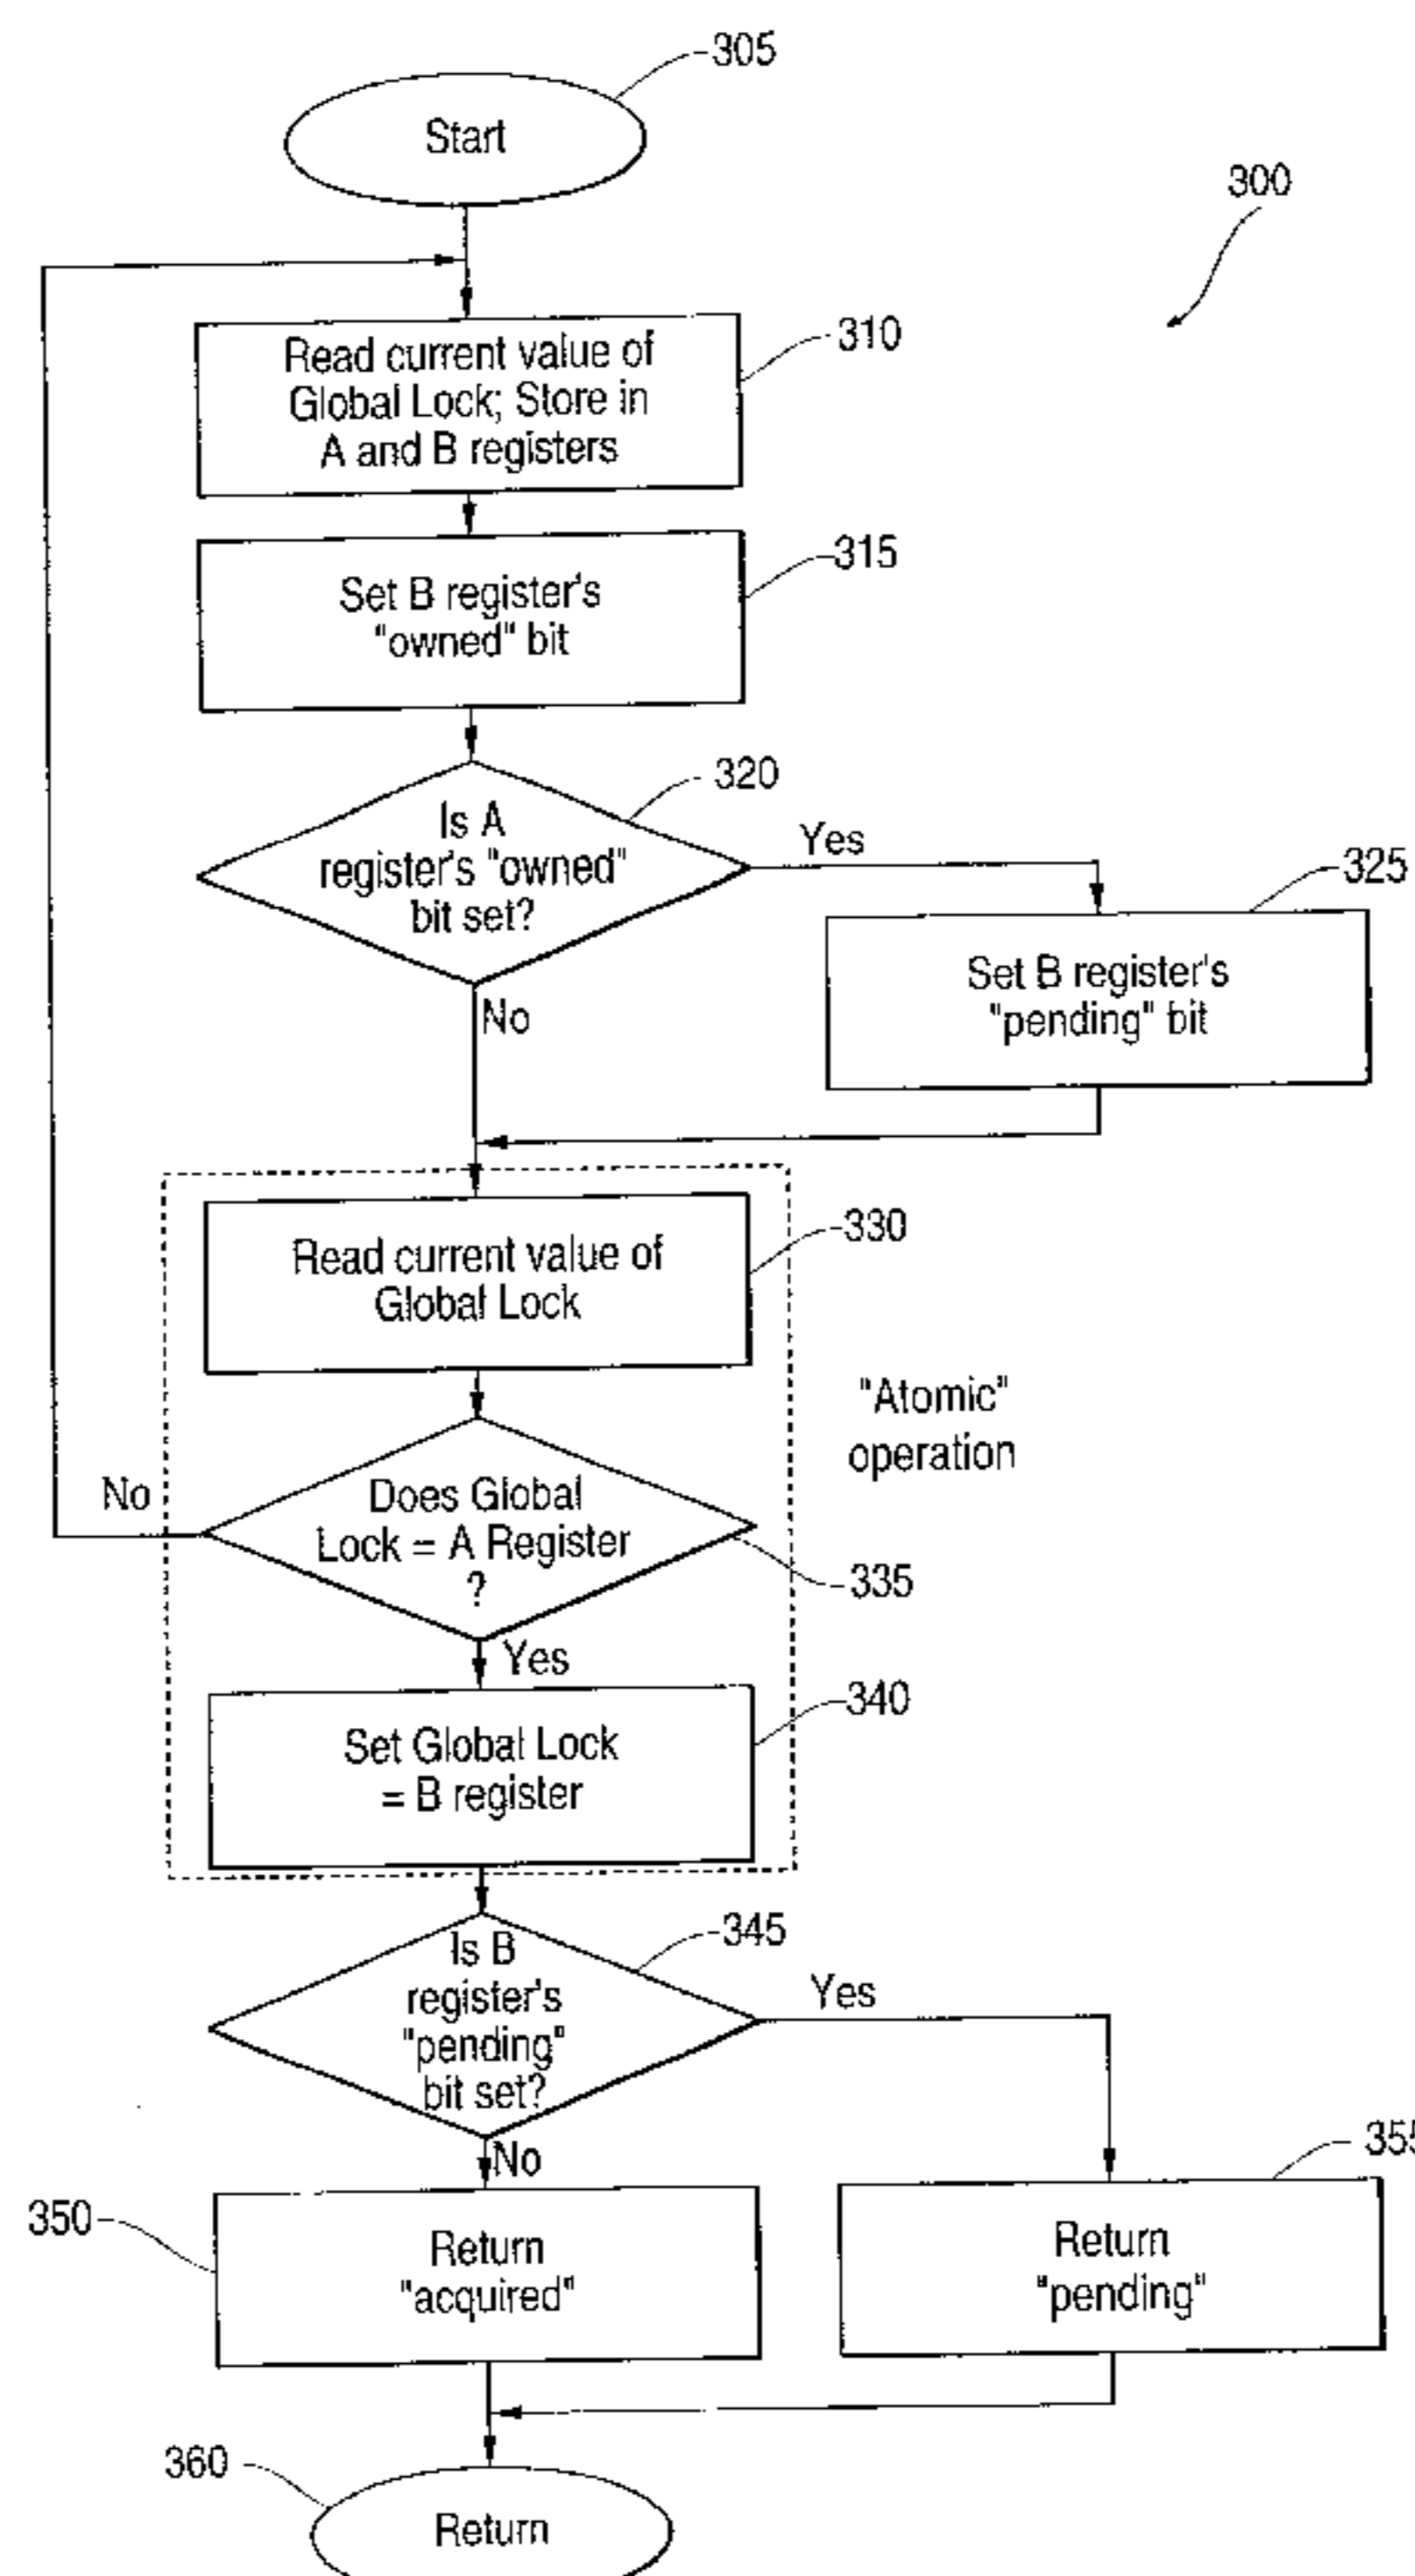 305
Start
300
310
Read current value of
Global Lock; Store in
A and B registers
315
Set B register's
"owned" bit
320
Is A
register's "owned"
bit set?
Yes
325
Set B register's
"pending" bit
No
330
Read current value of
Global Lock
"Atomic"
operation
No
Does Global
Lock = A Register
?
335
Yes
340
Set Global Lock
= B register
345
Is B
register's
"pending"
bit set?
Yes
No
355
350
Return
"acquired"
Return
"pending"
360
Return